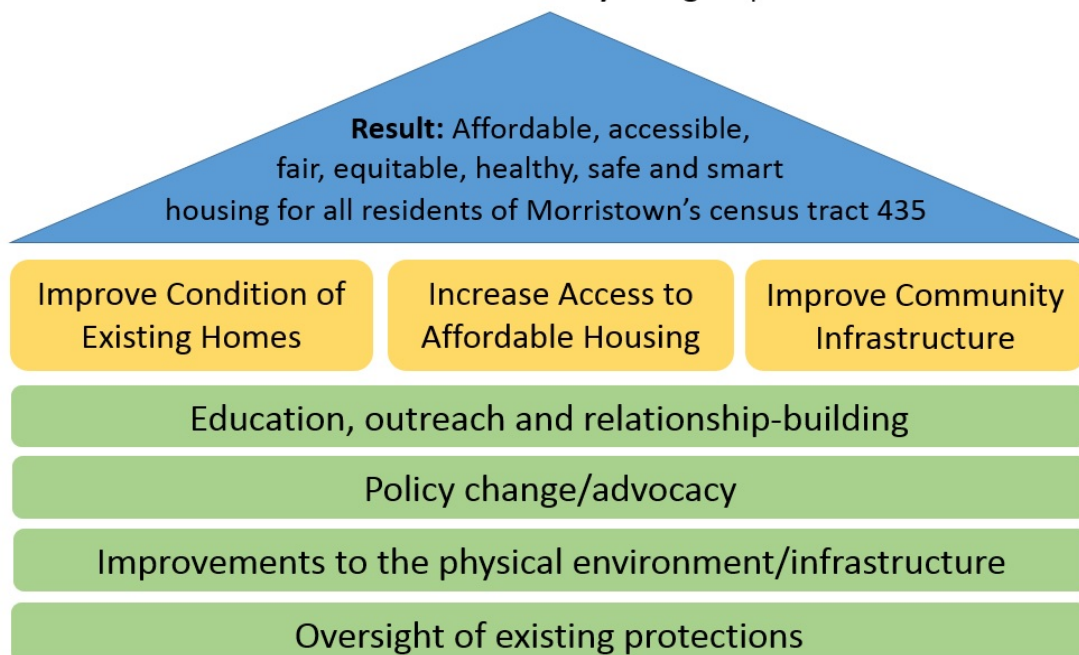 Result: Affordable, accessible,
fair, equitable, healthy, safe and smart
housing for all residents of Morristown’s census tract 435
Improve Condition of
Existing Homes
Increase Access to
Affordable Housing
Improve Community
Infrastructure
Education, outreach and relationship-building
Policy change/advocacy
Improvements to the physical environment/infrastructure
Oversight of existing protections